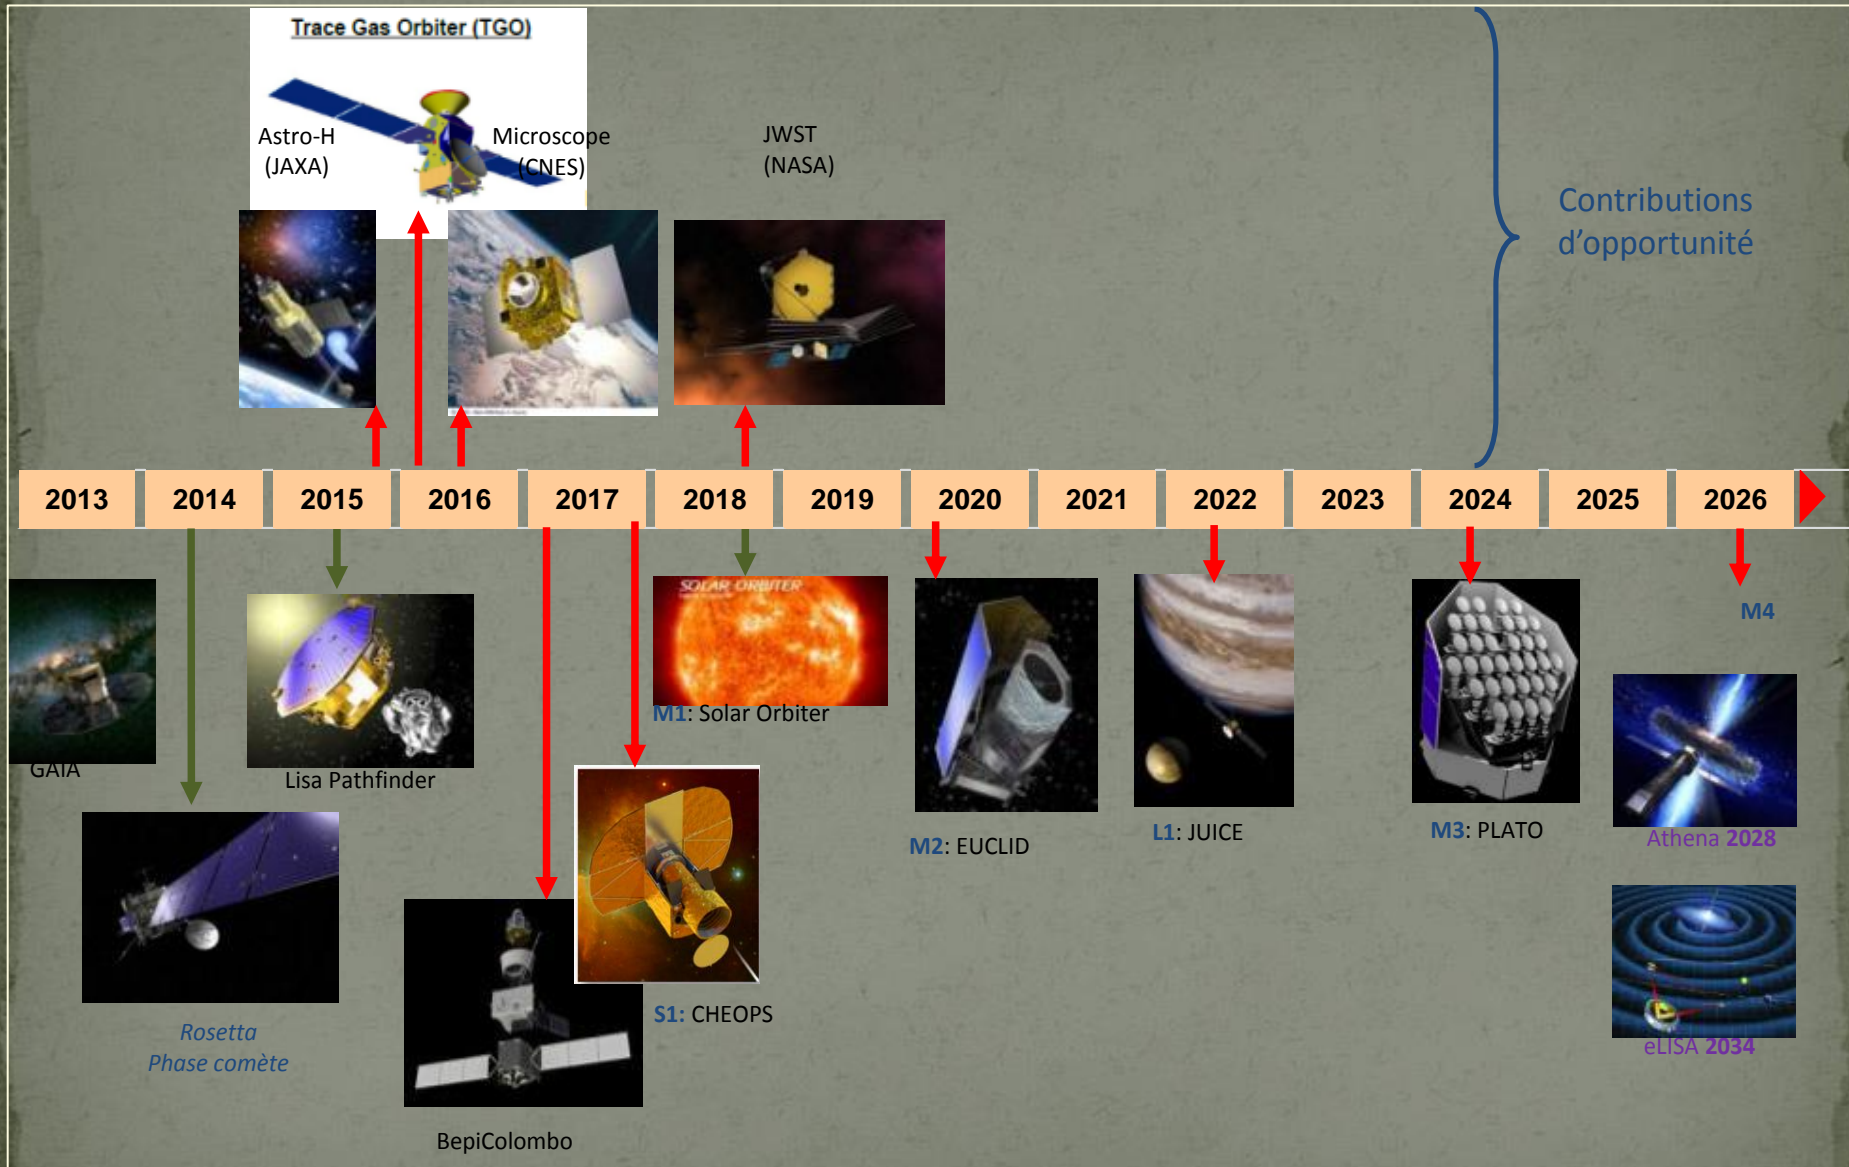 Trace Gas Orbiter (TGO)
Astro-H
(JAXA)
Microscope
(CNES)
JWST
(NASA)
Contributions
d'opportunité
2013 2014 2015 2016 2017 2018 2019 2020 2021 2022 2023 2024 2025 2026
SOLAR ORBITER
M4
M1: Solar Orbiter
GAIA
Lisa Pathfinder
M2: EUCLID
L1: JUICE
M3: PLATO
Athena 2028
S1: CHEOPS
Rosetta
Phase comète
eLISA 2034
BepiColombo